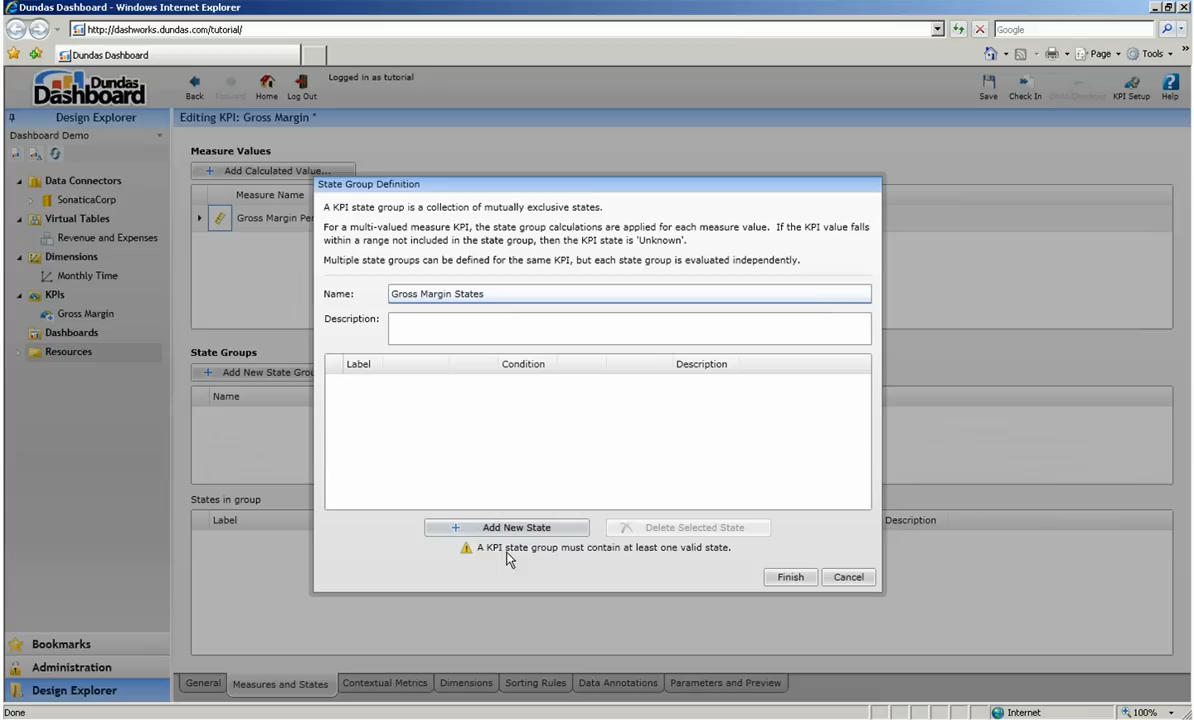 Dundas Dashboard - Windows Internet Explorer
http://dashworks.dundas.com/tutorial/
Google
Dundas Dashboard
Page
Tools
Dundas Dashboard
Back
Forward
Home
Log Out
Logged in as tutorial
Save
Check In
KPI Setup
Help
Design Explorer
Editing KPI: Gross Margin *
Dashboard Demo
Data Connectors
SonaticaCorp
Virtual Tables
Revenue and Expenses
Dimensions
Monthly Time
KPIs
Gross Margin
Dashboards
Resources
Measure Values
Add Calculated Value...
Measure Name
Gross Margin Per
State Groups
Add New State Grou
Name
States in group
Label
Description
State Group Definition
A KPI state group is a collection of mutually exclusive states.
For a multi-valued measure KPI, the state group calculations are applied for each measure value. If the KPI value falls
within a range not included in the state group, then the KPI state is 'Unknown'.
Multiple state groups can be defined for the same KPI, but each state group is evaluated independently.
Name:
Gross Margin States
Description:
Label
Condition
Description
Add New State
Delete Selected State
A KPI state group must contain at least one valid state.
Finish
Cancel
Bookmarks
Administration
Design Explorer
General
Measures and States
Contextual Metrics
Dimensions
Sorting Rules
Data Annotations
Parameters and Preview
Done
Internet
100%